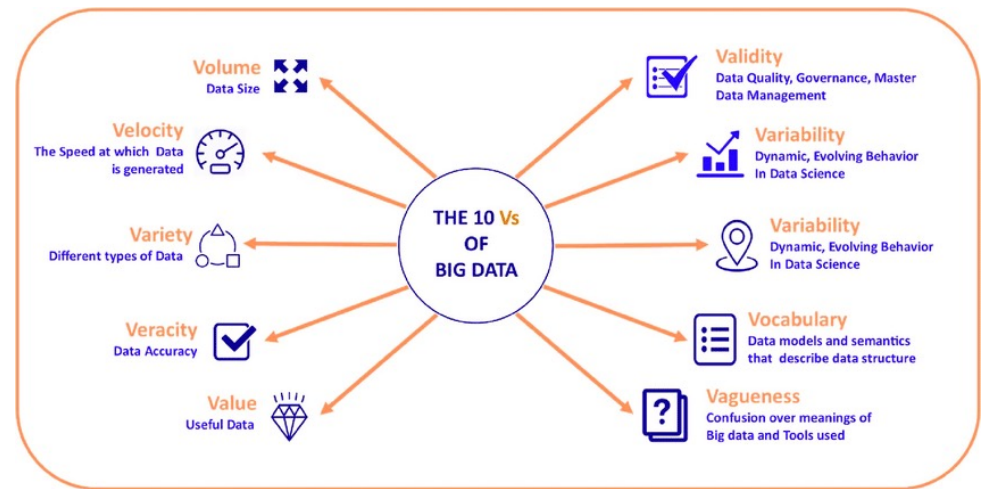 Volume
Data Size
Velocity
The Speed at which Data
is generated
Variety
Different types of Data
Veracity
Data Accuracy
Value
Useful Data
THE 10 Vs
OF
BIG DATA
Validity
Data Quality, Governance, Master
Data Management
Variability
Dynamic, Evolving Behavior
In Data Science
Variability
Dynamic, Evolving Behavior
In Data Science
Vocabulary
Data models and semantics
that describe data structure
?
Vagueness
Confusion over meanings of
Big data and Tools used